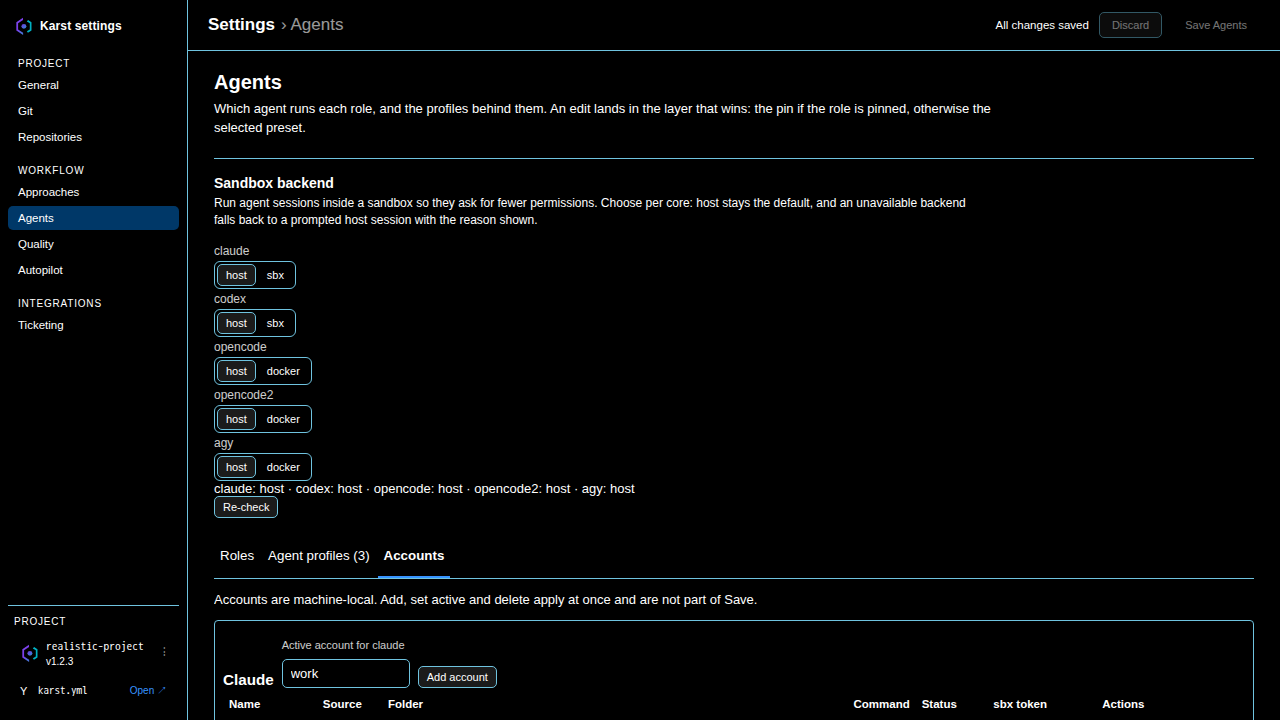 Karst settings
Settings › Agents
All changes saved
Discard
Save Agents
PROJECT
General
Git
Repositories
WORKFLOW
Approaches
Agents
Quality
Autopilot
INTEGRATIONS
Ticketing
PROJECT
realistic-project
v1.2.3
Y karst.yml
Open ↗
Agents
Which agent runs each role, and the profiles behind them. An edit lands in the layer that wins: the pin if the role is pinned, otherwise the
selected preset.
Sandbox backend
Run agent sessions inside a sandbox so they ask for fewer permissions. Choose per core: host stays the default, and an unavailable backend
falls back to a prompted host session with the reason shown.
claude
host sbx
codex
host sbx
opencode
host docker
opencode2
host docker
agy
host docker
claude: host · codex: host · opencode: host · opencode2: host · agy: host
Re-check
Roles Agent profiles (3) Accounts
Accounts are machine-local. Add, set active and delete apply at once and are not part of Save.
Active account for claude
Claude work Add account
Name Source Folder Command Status sbx token Actions